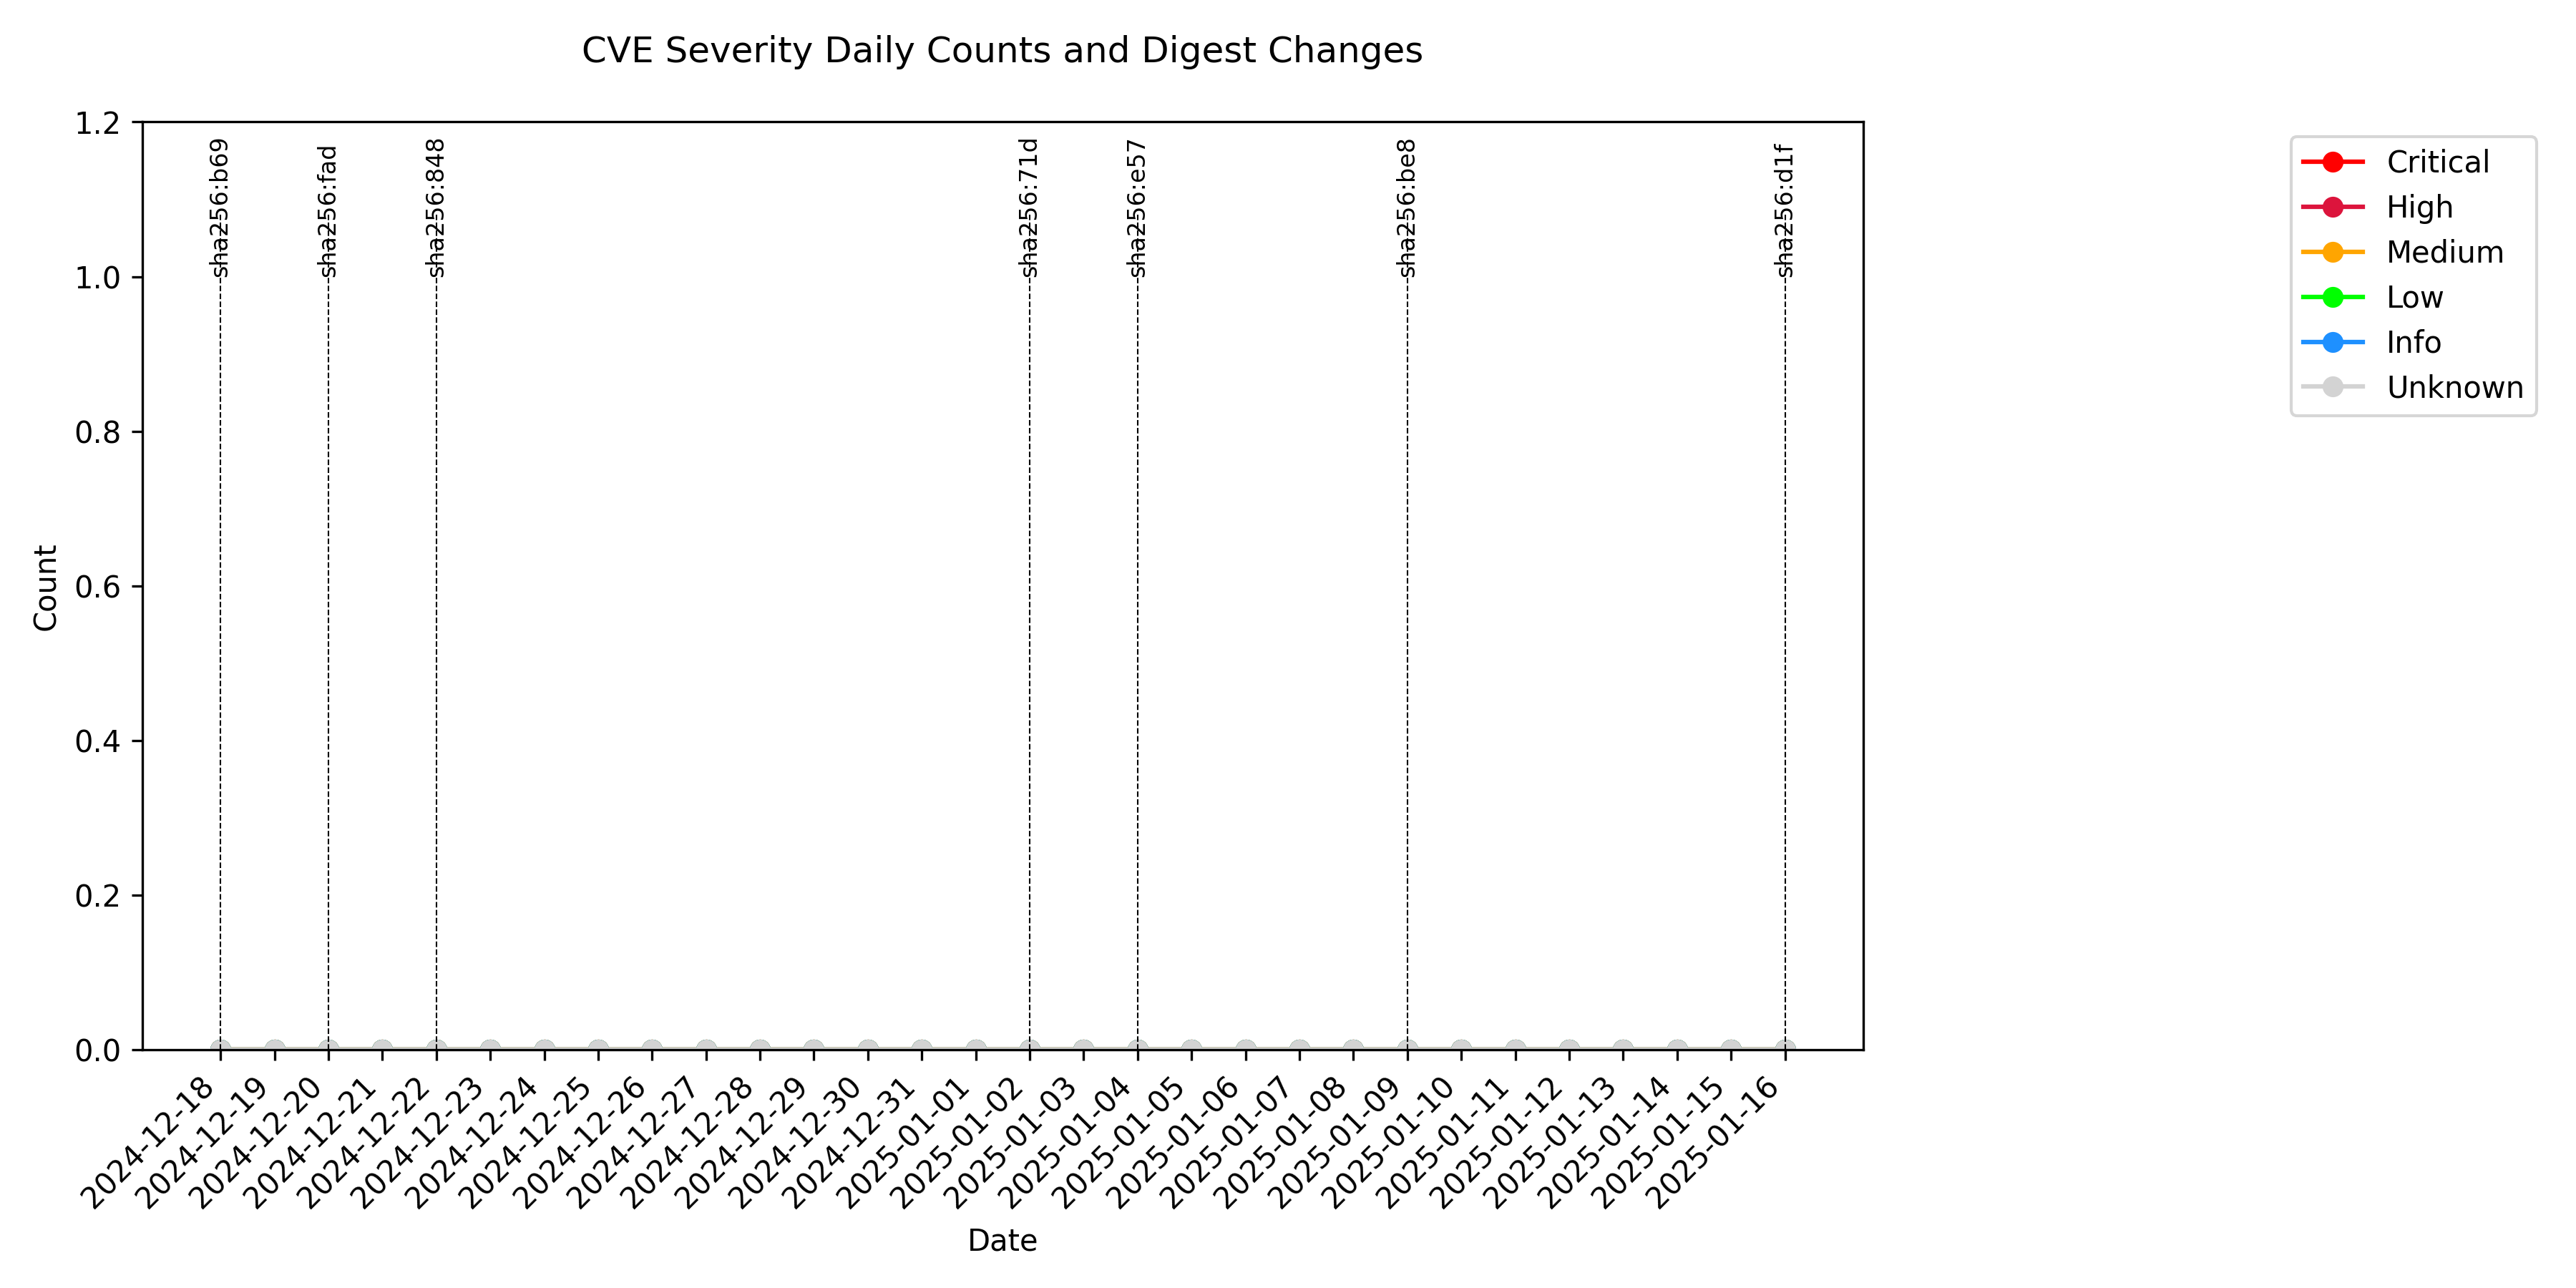 CVE Severity Daily Counts and Digest Changes
1.2
1.0
0.8
0.6
0.4
0.2
0.0
Count
sha256:b69
sha256:fad
sha256:848
sha256:71d
sha256:e57
sha256:be8
sha256:d1f
Critical
High
Medium
Low
Info
Unknown
2024-12-18
2024-12-19
2024-12-20
2024-12-21
2024-12-22
2024-12-23
2024-12-24
2024-12-25
2024-12-26
2024-12-27
2024-12-28
2024-12-29
2024-12-30
2024-12-31
2025-01-01
2025-01-02
2025-01-03
2025-01-04
2025-01-05
2025-01-06
2025-01-07
2025-01-08
2025-01-09
2025-01-10
2025-01-11
2025-01-12
2025-01-13
2025-01-14
2025-01-15
2025-01-16
Date